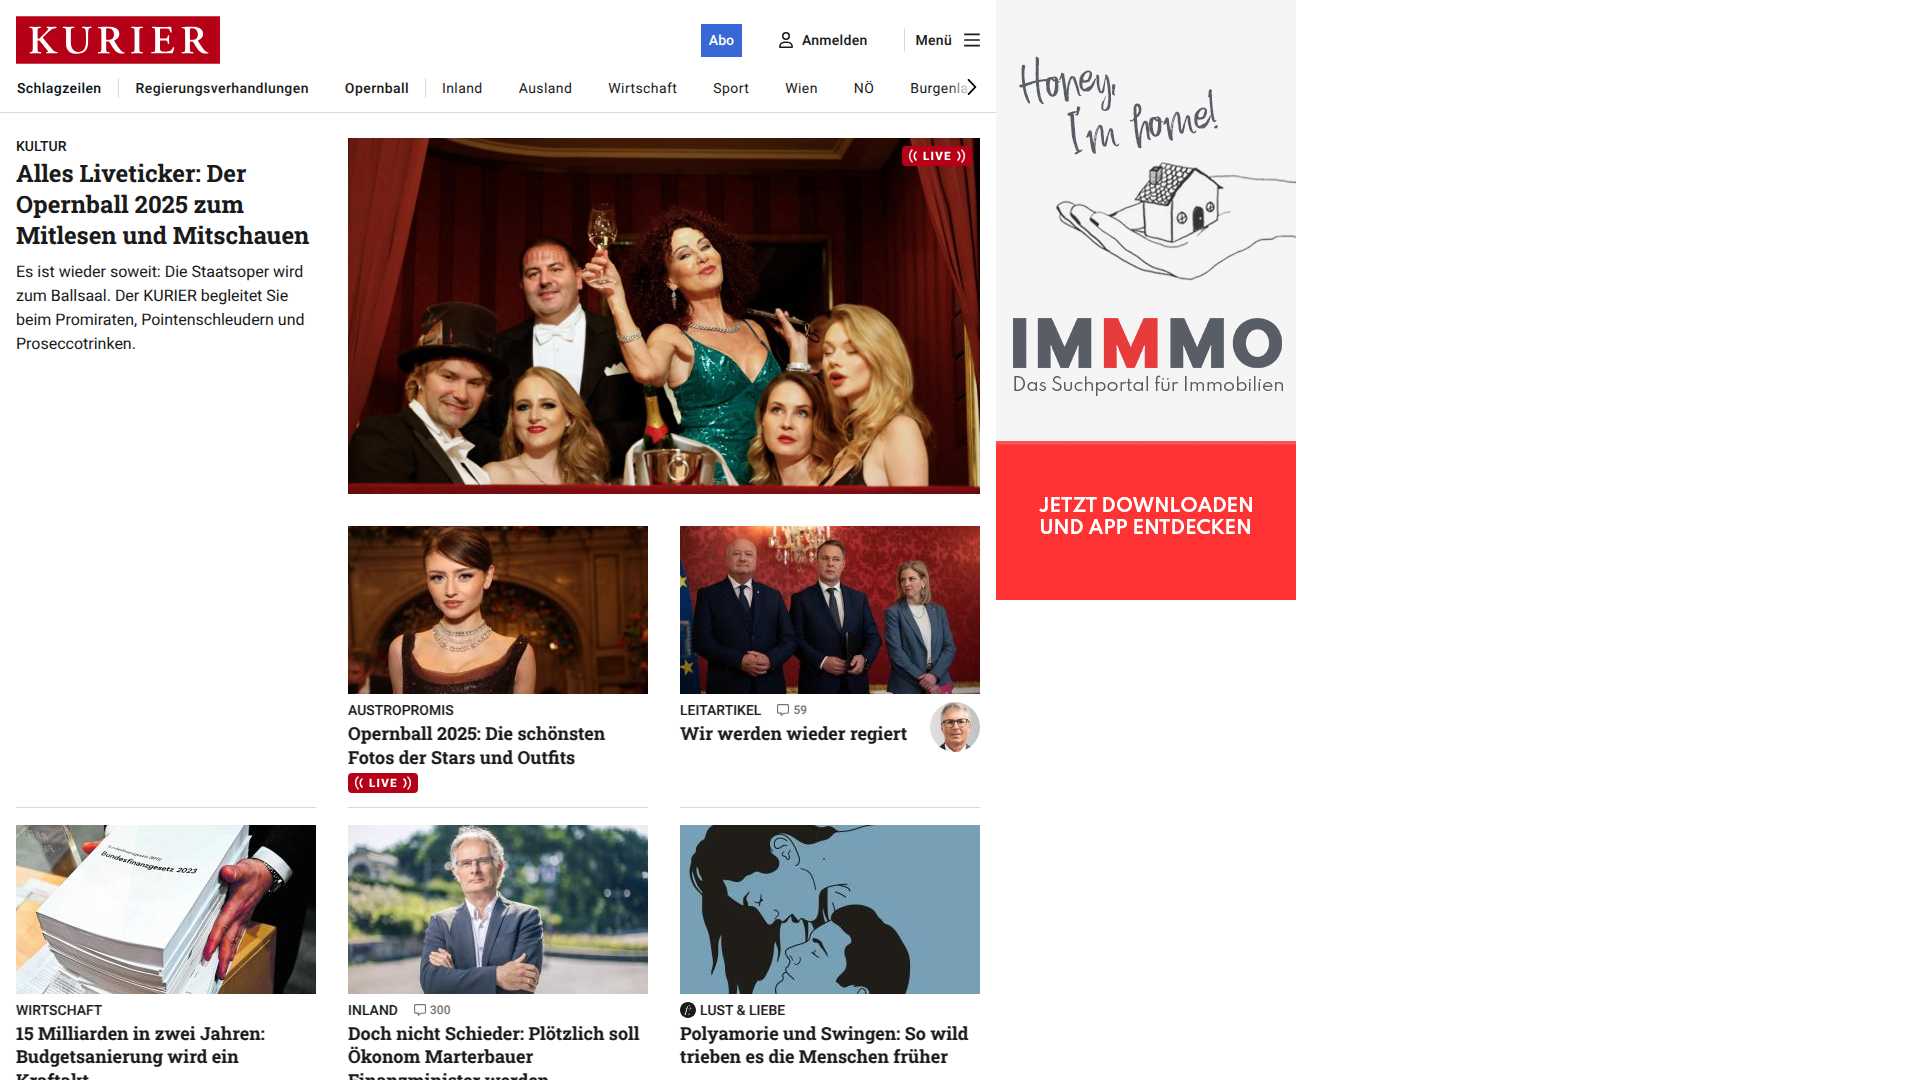 KURIER
Abo
Anmelden
Menü
Schlagzeilen
Regierungsverhandlungen
Opernball
Inland
Ausland
Wirtschaft
Sport
Wien
NÖ
KULTUR
Alles Liveticker: Der
Opernball 2025 zum
Mitlesen und Mitschauen
Es ist wieder soweit: Die Staatsoper wird
zum Ballsaal. Der KURIER begleitet Sie
beim Promiraten, Pointenschleudern und
Proseccotrinken.
LIVE
AUSTROPROMIS
Opernball 2025: Die schönsten
Fotos der Stars und Outfits
LIVE
LEITARTIKEL 59
Wir werden wieder regiert
Bundesfinanzgesetz 2023
WIRTSCHAFT
15 Milliarden in zwei Jahren:
Budgetsanierung wird ein
Kraftakt
INLAND 300
Doch nicht Schieder: Plötzlich soll
Ökonom Marterbauer
Finanzminister werden
LUST & LIEBE
Polyamorie und Swingen: So wild
trieben es die Menschen früher
Honey,
I'm home!
IMMMO
Das Suchportal für Immobilien
JETZT DOWNLOADEN
UND APP ENTDECKEN